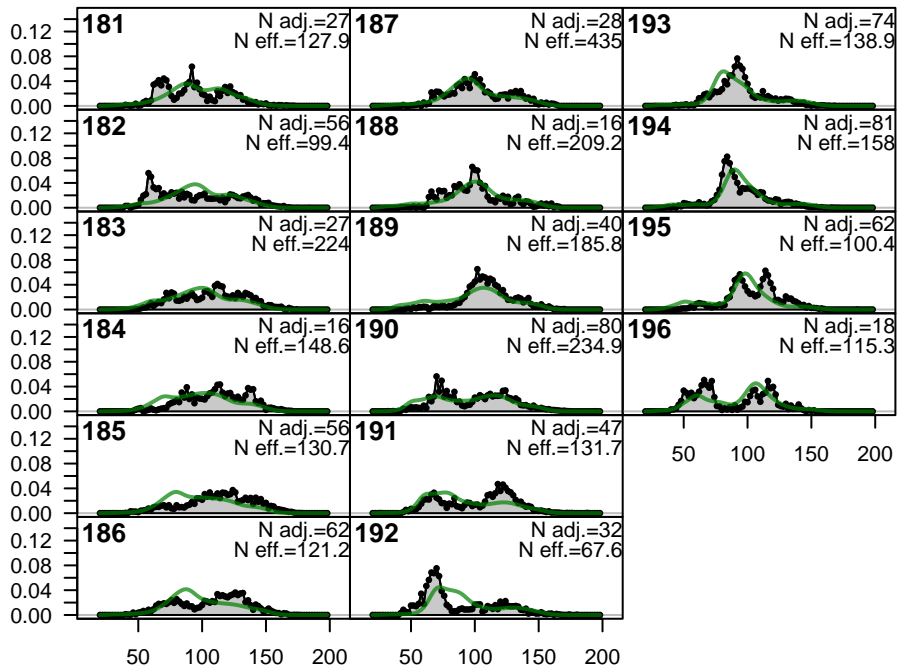 0.12
0.08
0.04
0.00
181
N adj.=27
N eff.=127.9
187
N adj.=28
N eff.=435
193
N adj.=74
N eff.=138.9
0.12
0.08
0.04
0.00
182
N adj.=56
N eff.=99.4
188
N adj.=16
N eff.=209.2
194
N adj.=81
N eff.=158
0.12
0.08
0.04
0.00
183
N adj.=27
N eff.=224
189
N adj.=40
N eff.=185.8
195
N adj.=62
N eff.=100.4
0.12
0.08
0.04
0.00
184
N adj.=16
N eff.=148.6
190
N adj.=80
N eff.=234.9
196
N adj.=18
N eff.=115.3
0.12
0.08
0.04
0.00
185
N adj.=56
N eff.=130.7
191
N adj.=47
N eff.=131.7
50 100 150 200
0.12
0.08
0.04
0.00
186
N adj.=62
N eff.=121.2
192
N adj.=32
N eff.=67.6
50 100 150 200
50 100 150 200